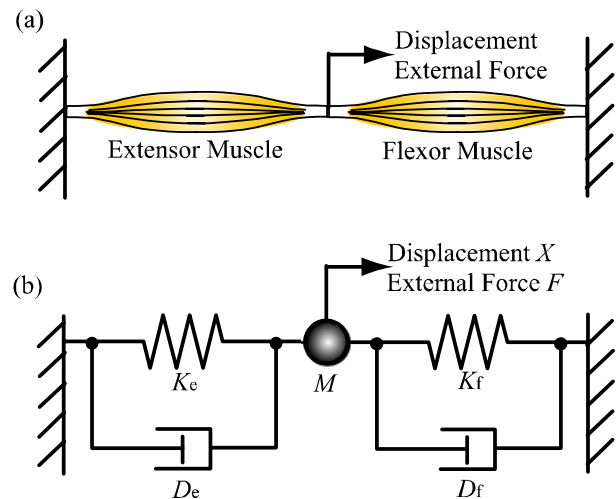 (a)
Displacement
External Force
Extensor Muscle
Flexor Muscle
(b)
Displacement X
External Force F
Ke
M
Kf
De
Df